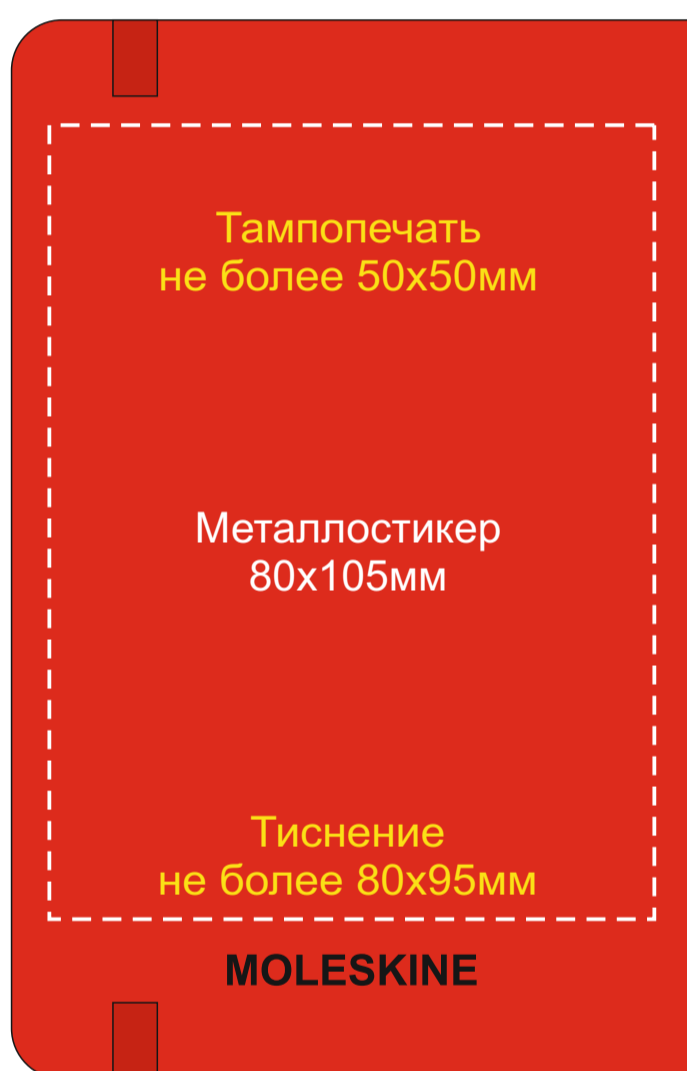 Тампопечать
не более 50х50мм
Металлостикер
80х105мм
Тиснение
не более 80х95мм
MOLESKINE